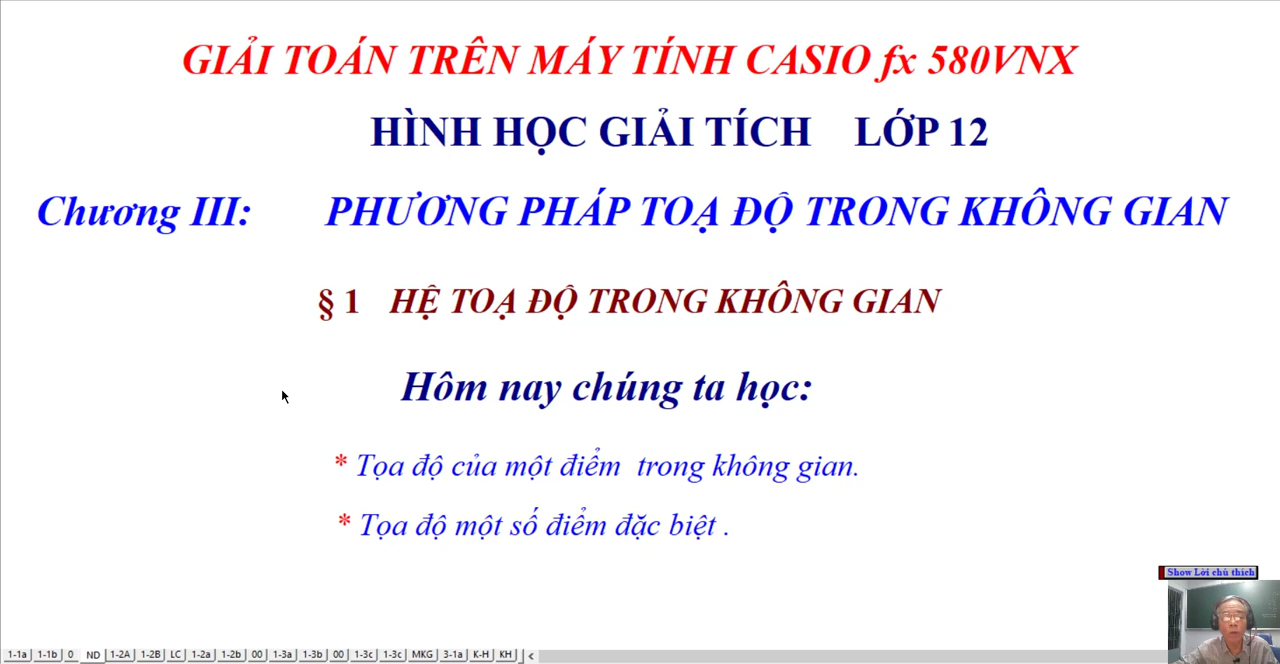 GIẢI TOÁN TRÊN MÁY TÍNH CASIO fx 580VNX
HÌNH HỌC GIẢI TÍCH LỚP 12
Chương III: PHƯƠNG PHÁP TOẠ ĐỘ TRONG KHÔNG GIAN
§ 1 HỆ TOẠ ĐỘ TRONG KHÔNG GIAN
Hôm nay chúng ta học:
* Tọa độ của một điểm trong không gian.
* Tọa độ một số điểm đặc biệt .
Show Lời chú thích
1-1a 1-1b 0 ND 1-2A 1-2B LC 1-2a 1-2b 00 1-3a 1-3b 00 1-3c 1-3c MKG 3-1a K-H KH